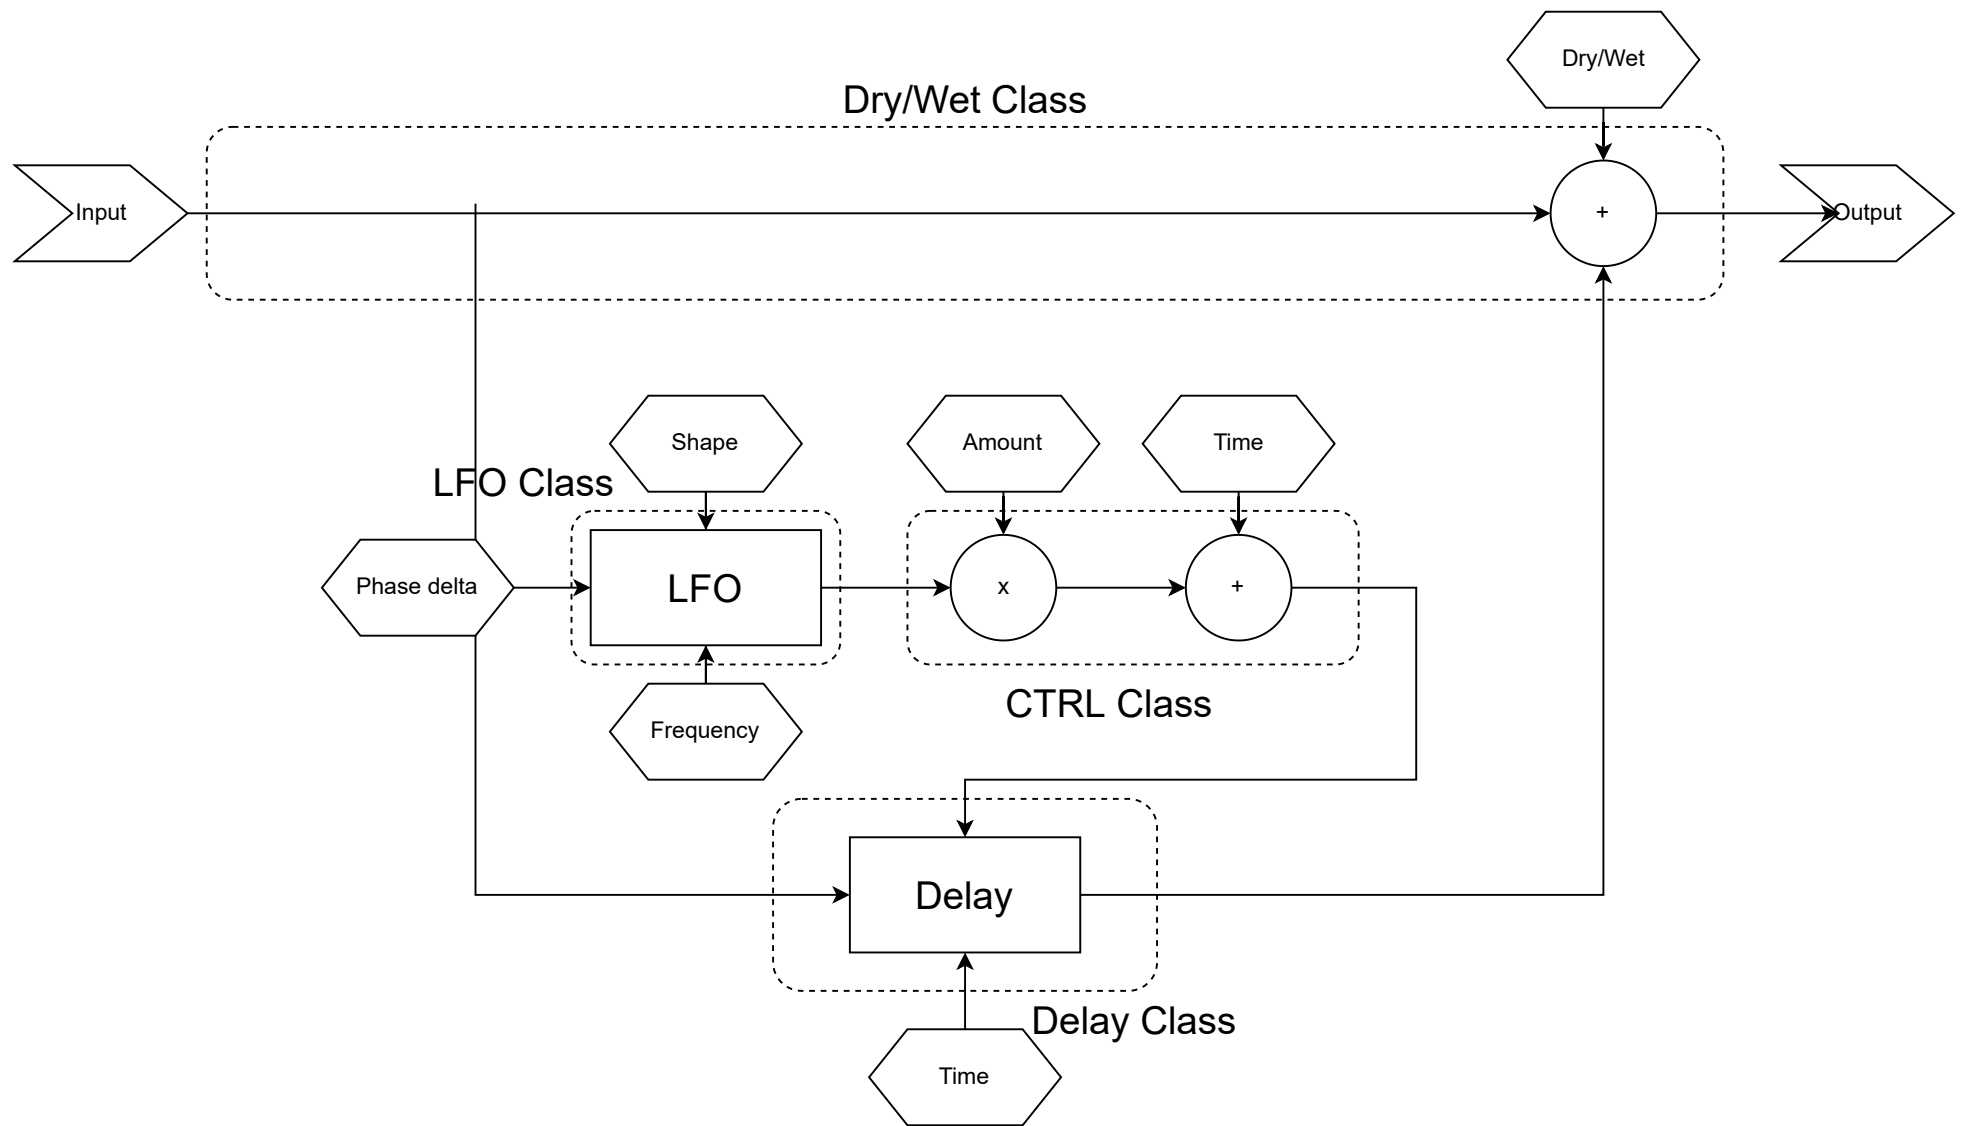 Dry/Wet
Dry/Wet Class
Input
+
Output
Shape
Amount
Time
LFO Class
Phase delta
LFO
x
+
CTRL Class
Frequency
Delay
Delay Class
Time